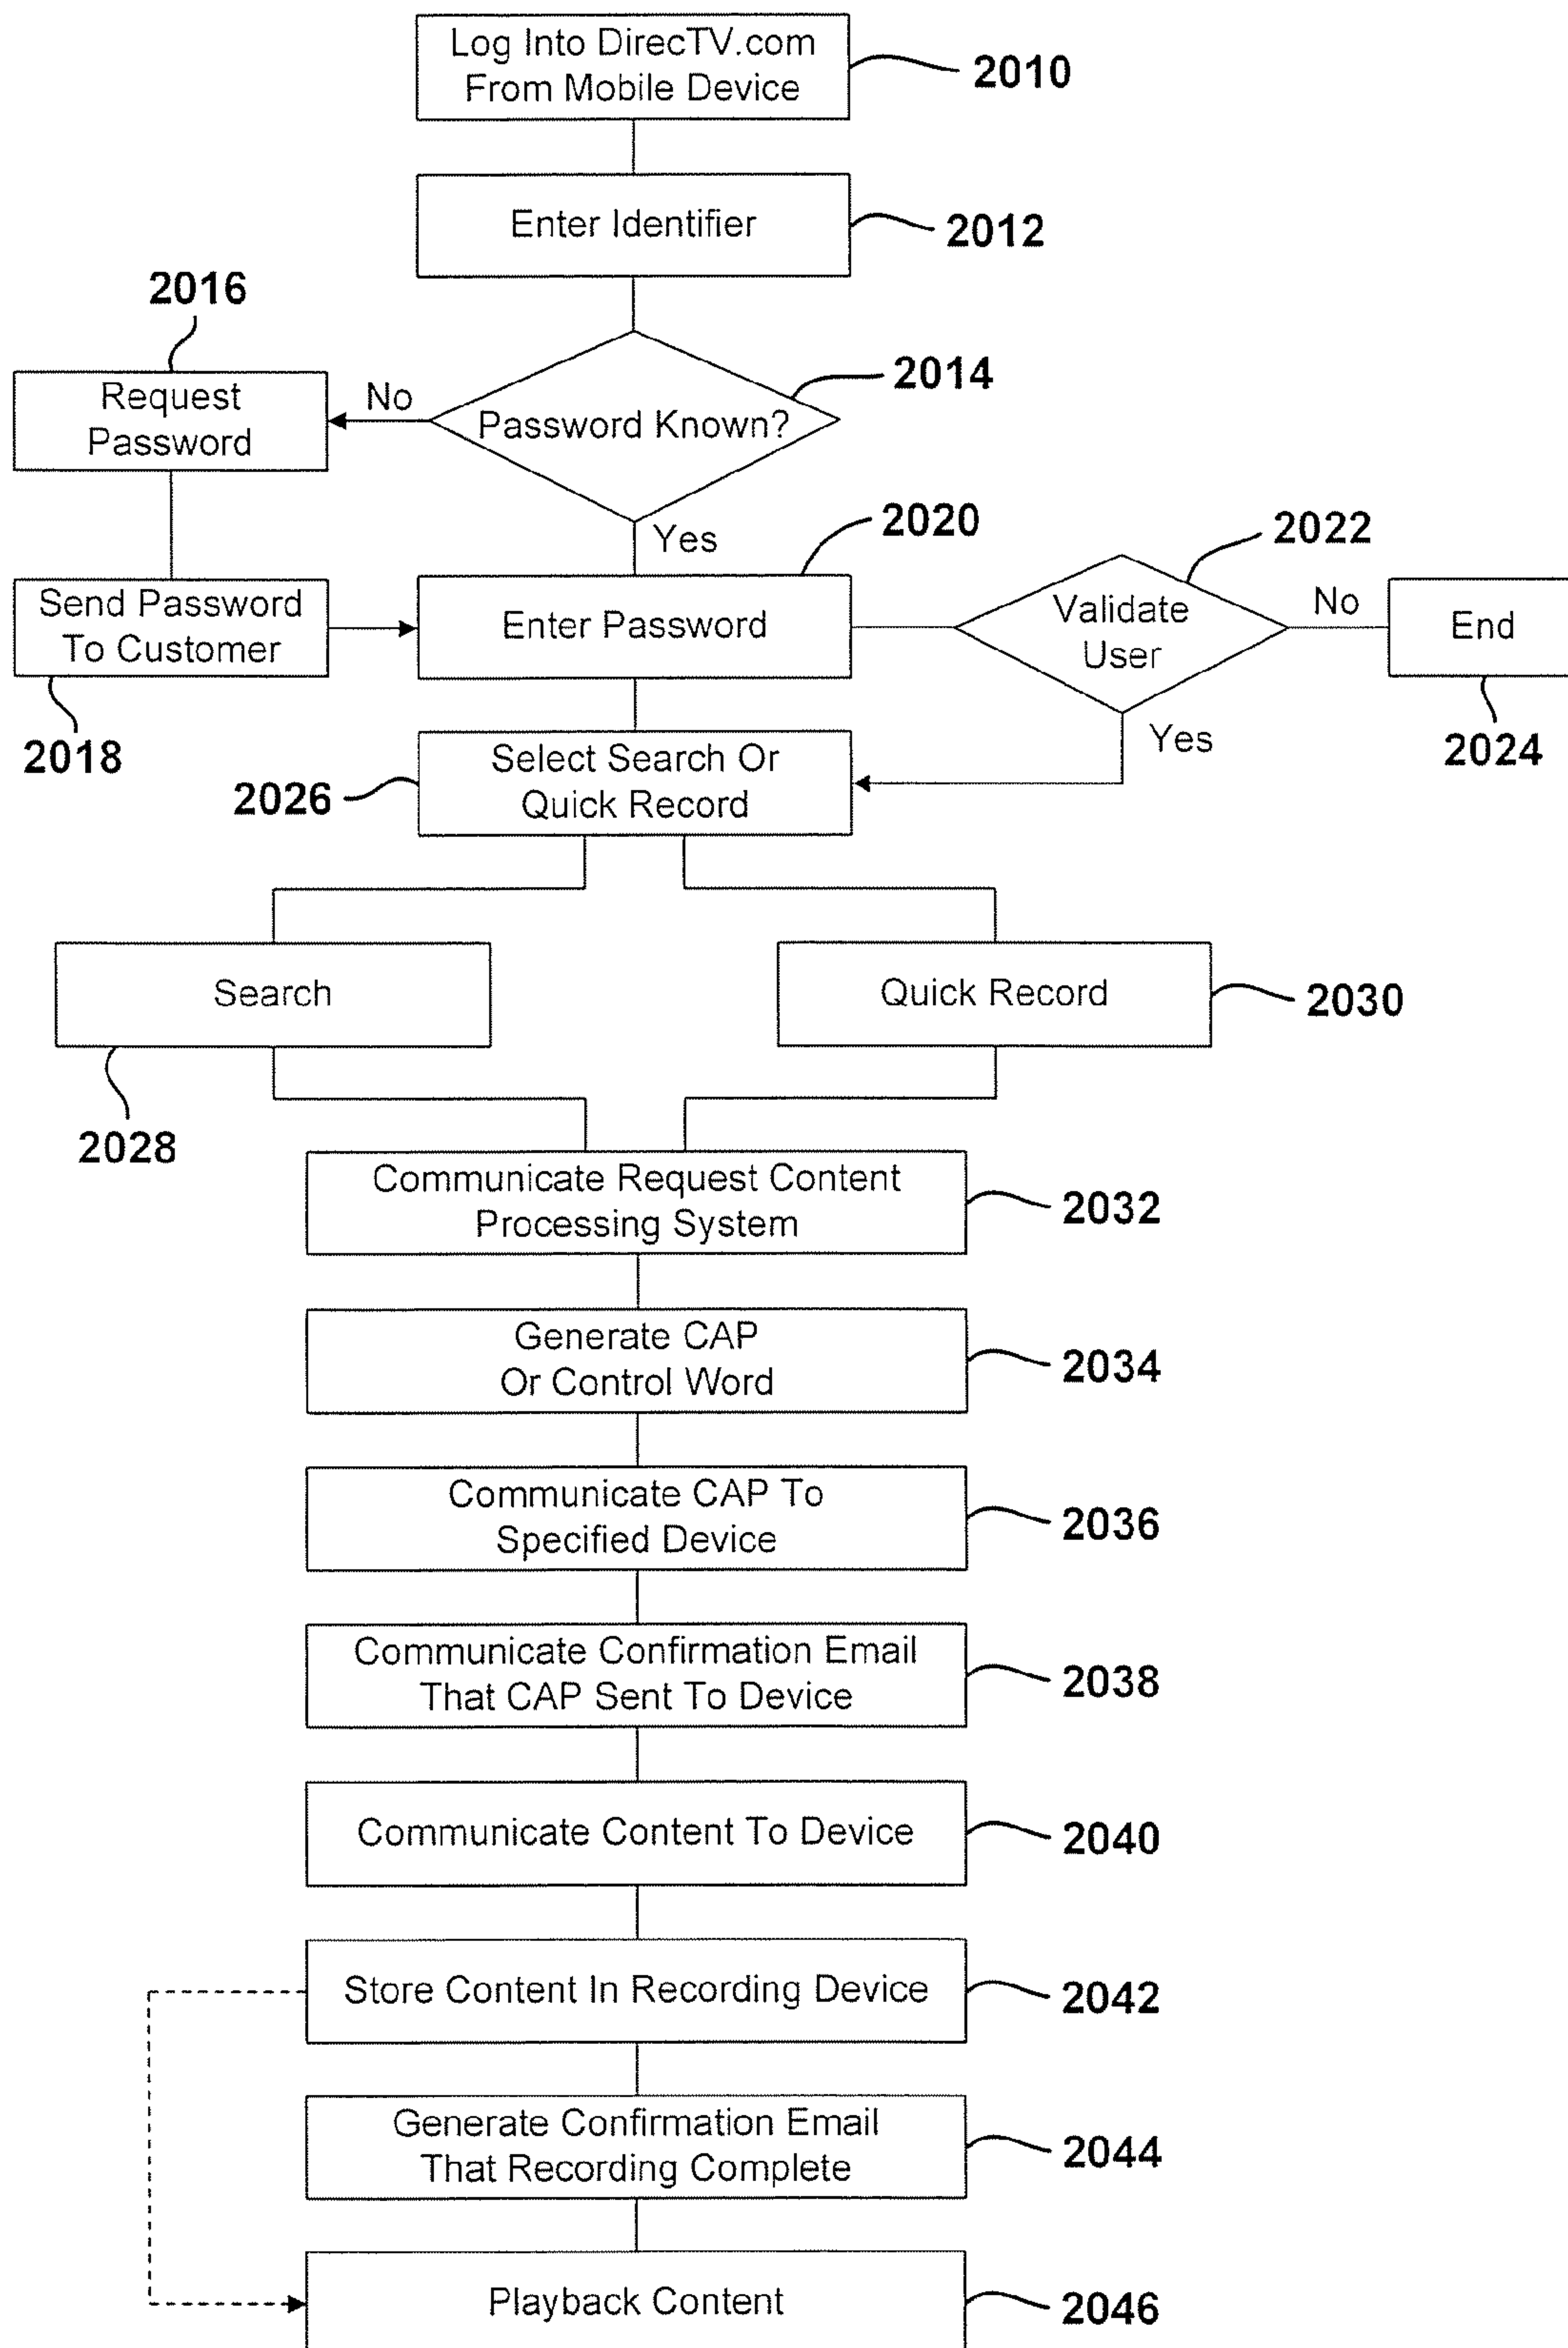 Log Into DirecTV.com
From Mobile Device
2010
Enter Identifier
2012
2016
Request
Password
No
Password Known?
2014
Yes
2020
2022
Send Password
To Customer
Enter Password
Validate
User
No
End
2018
Yes
2024
Select Search Or
Quick Record
2026
Search
Quick Record
2030
2028
Communicate Request Content
Processing System
2032
Generate CAP
Or Control Word
2034
Communicate CAP To
Specified Device
2036
Communicate Confirmation Email
That CAP Sent To Device
2038
Communicate Content To Device
2040
Store Content In Recording Device
2042
Generate Confirmation Email
That Recording Complete
2044
Playback Content
2046